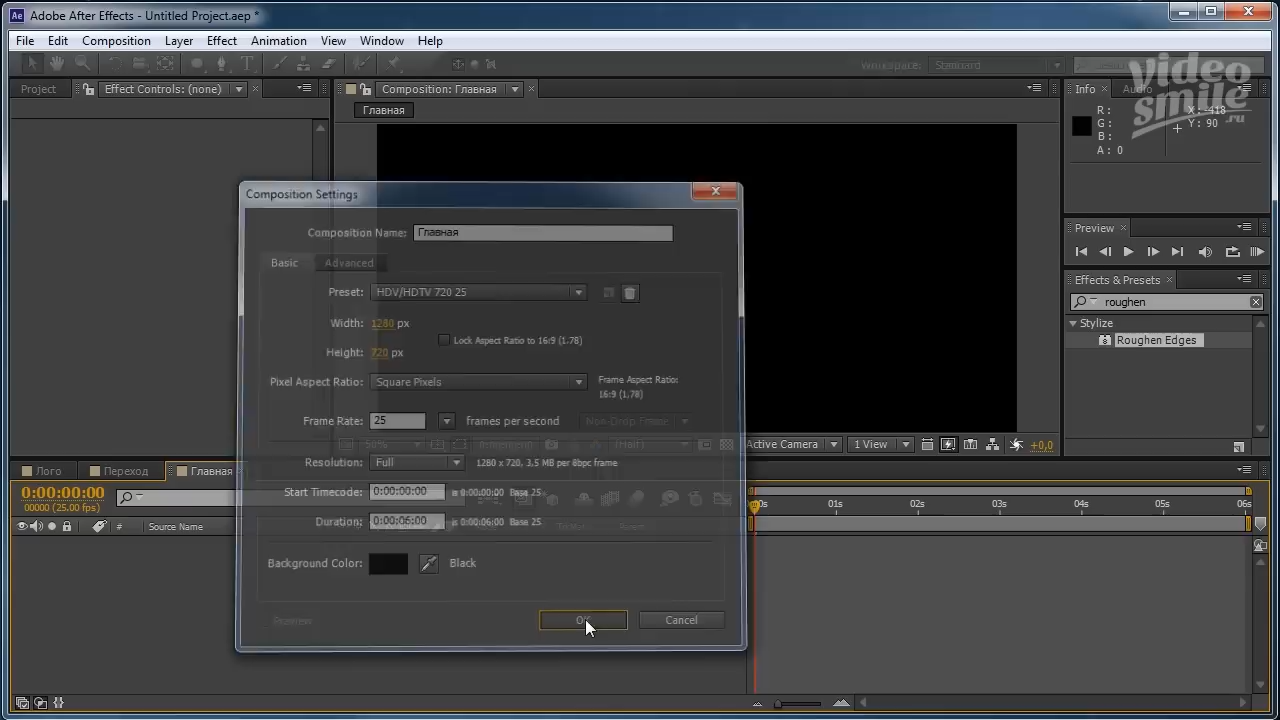 Adobe After Effects - Untitled Project.aep *
File Edit Composition Layer Effect Animation View Window Help
Workspace: Standard
video smile .ru
Project Effect Controls: (none) Composition: Главная Info Audio
Главная
R: G: B: A: 0
X: -418 Y: 90
Composition Settings
Composition Name: Главная
Basic Advanced
Preset: HDV/HDTV 720 25
Width: 1280 px
Lock Aspect Ratio to 16:9 (1.78)
Height: 720 px
Pixel Aspect Ratio: Square Pixels
Frame Aspect Ratio:
16:9 (1,78)
Frame Rate: 25 frames per second Non-Drop Frame
Resolution: Full 1280 x 720, 3,5 MB per 8bpc frame
Start Timecode: 0:00:00:00 is 0:00:00:00 Base 25
Duration: 0:00:06:00 is 0:00:06:00 Base 25
Background Color: Black
Preview OK Cancel
Preview
Effects & Presets
roughen
Stylize
Roughen Edges
50% (Half) Active Camera 1 View +0,0
Лого Переход Главная
0:00:00:00
00000 (25.00 fps)
# Source Name
00s 01s 02s 03s 04s 05s 06s